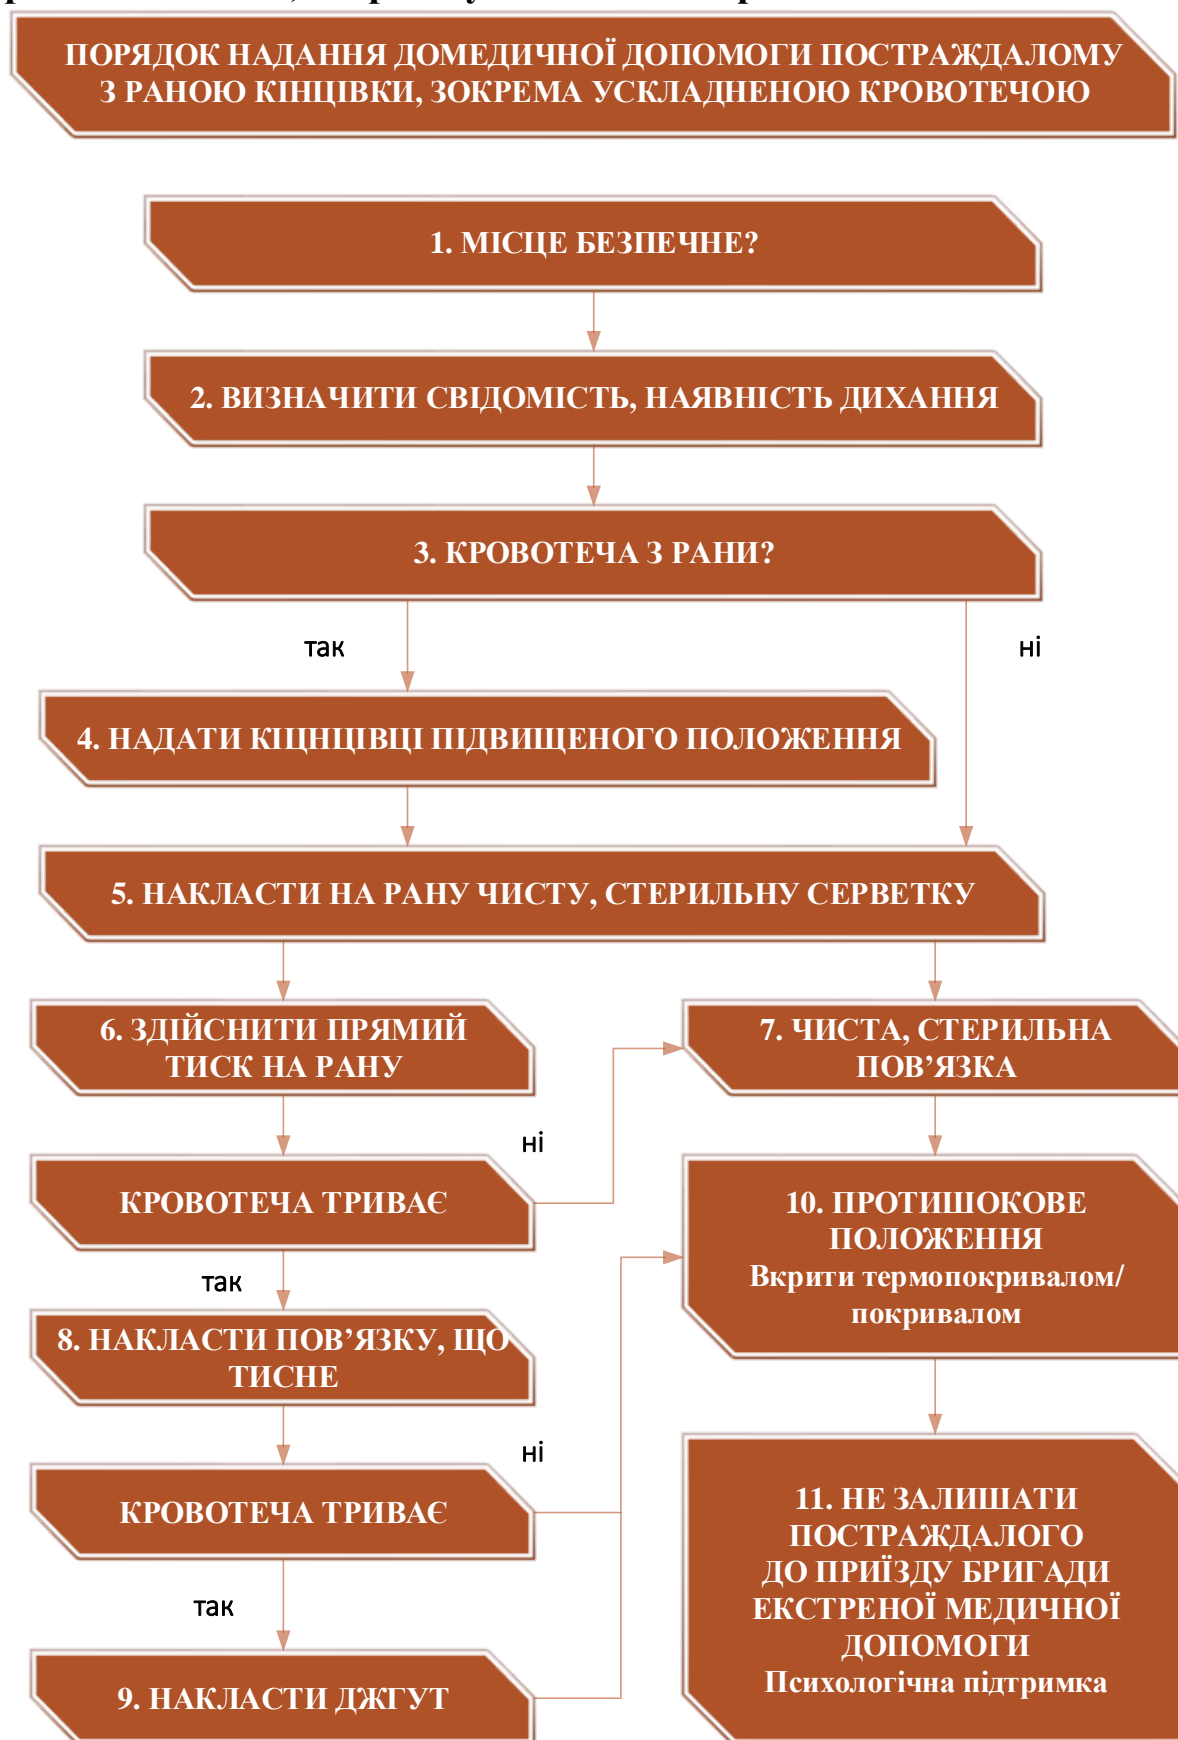 ПОРЯДОК НАДАННЯ ДОМЕДИЧНОЇ ДОПОМОГИ ПОСТРАЖДАЛОМУ
З РАНОЮ КІНЦІВКИ, ЗОКРЕМА УСКЛАДНЕНОЮ КРОВОТЕЧОЮ
1. МІСЦЕ БЕЗПЕЧНЕ?
2. ВИЗНАЧИТИ СВІДОМІСТЬ, НАЯВНІСТЬ ДИХАННЯ
3. КРОВОТЕЧА З РАНИ?
так
ні
4. НАДАТИ КІЦНЦІВЦІ ПІДВИЩЕНОГО ПОЛОЖЕННЯ
5. НАКЛАСТИ НА РАНУ ЧИСТУ, СТЕРИЛЬНУ СЕРВЕТКУ
6. ЗДІЙСНИТИ ПРЯМИЙ
ТИСК НА РАНУ
7. ЧИСТА, СТЕРИЛЬНА
ПОВ’ЯЗКА
ні
КРОВОТЕЧА ТРИВАЄ
10. ПРОТИШОКОВЕ
ПОЛОЖЕННЯ
Вкрити термопокривалом/
покривалом
так
8. НАКЛАСТИ ПОВ’ЯЗКУ, ЩО
ТИСНЕ
ні
КРОВОТЕЧА ТРИВАЄ
11. НЕ ЗАЛИШАТИ
ПОСТРАЖДАЛОГО
ДО ПРИЇЗДУ БРИГАДИ
ЕКСТРЕНОЇ МЕДИЧНОЇ
ДОПОМОГИ
Психологічна підтримка
так
9. НАКЛАСТИ ДЖГУТ